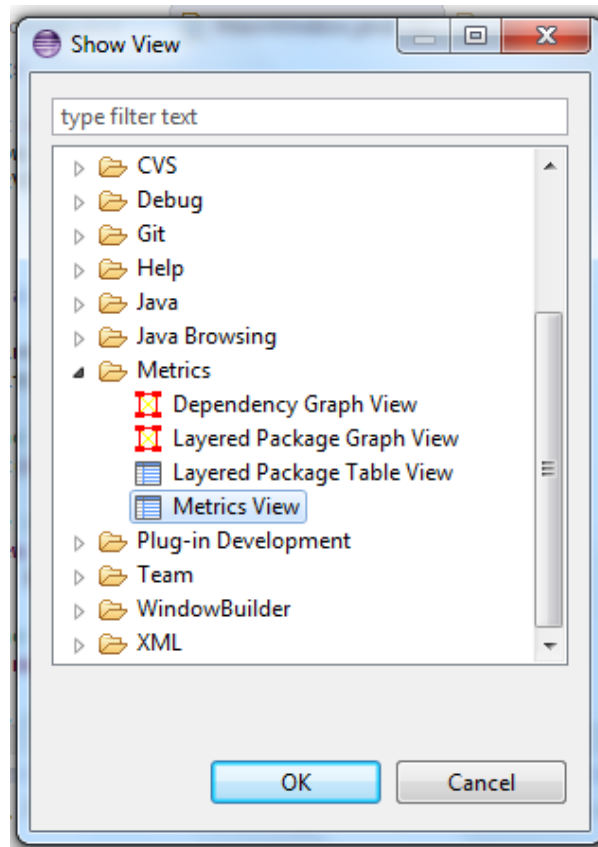 Show View
type filter text
CVS
Debug
Git
Help
Java
Java Browsing
Metrics
Dependency Graph View
Layered Package Graph View
Layered Package Table View
Metrics View
Plug-in Development
Team
WindowBuilder
XML
OK
Cancel